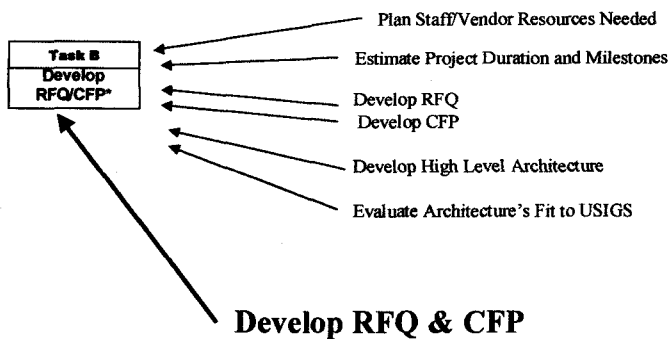 Plan Staff/Vendor Resources Needed
Task B
Estimate Project Duration and Milestones
Develop
RFQ/CFP*
Develop RFQ
Develop CFP
Develop High Level Architecture
Evaluate Architecture's Fit to USIGS
Develop RFQ & CFP